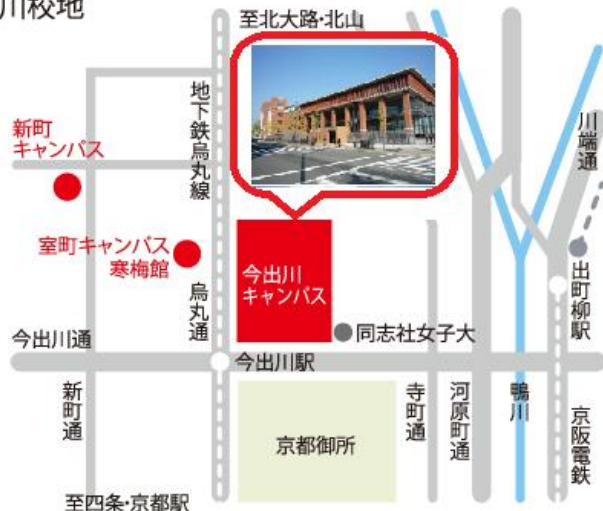 川校地
至北大路・北山
地下鉄烏丸線
川端通
新町
キャンパス
室町キャンパス
寒梅館
今出川
キャンパス
烏丸通
出町柳駅
同志社女子大
今出川通
今出川駅
新町通
京都御所
寺町通
河原町通
鴨川
京阪電鉄
至四条・京都駅